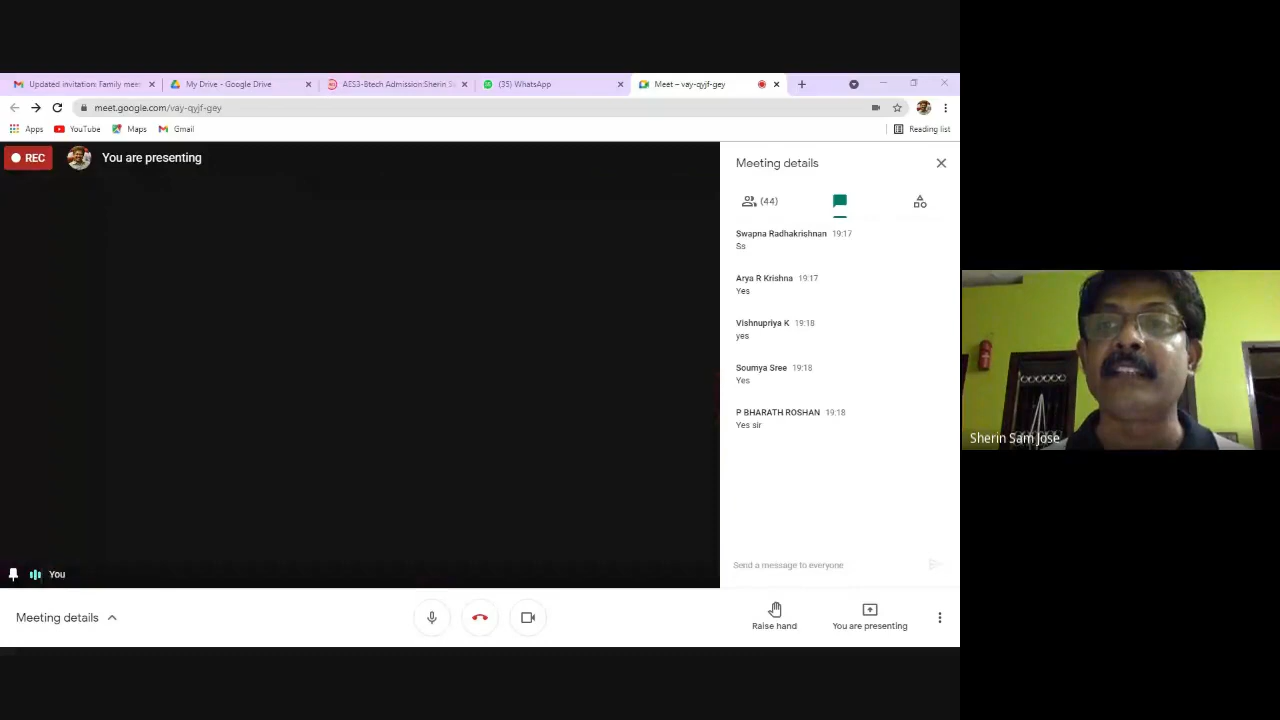 Updated invitation: Family mee
My Drive - Google Drive
AES3-Btech Admission:Sherin S
(35) WhatsApp
Meet – vay-qyjf-gey
meet.google.com/vay-qyjf-gey
Apps
YouTube
Maps
Gmail
Reading list
REC
You are presenting
Meeting details
(44)
Swapna Radhakrishnan 19:17
Ss
Arya R Krishna 19:17
Yes
Vishnupriya K 19:18
yes
Soumya Sree 19:18
Yes
P BHARATH ROSHAN 19:18
Yes sir
Sherin Sam Jose
Send a message to everyone
You
Meeting details
Raise hand
You are presenting